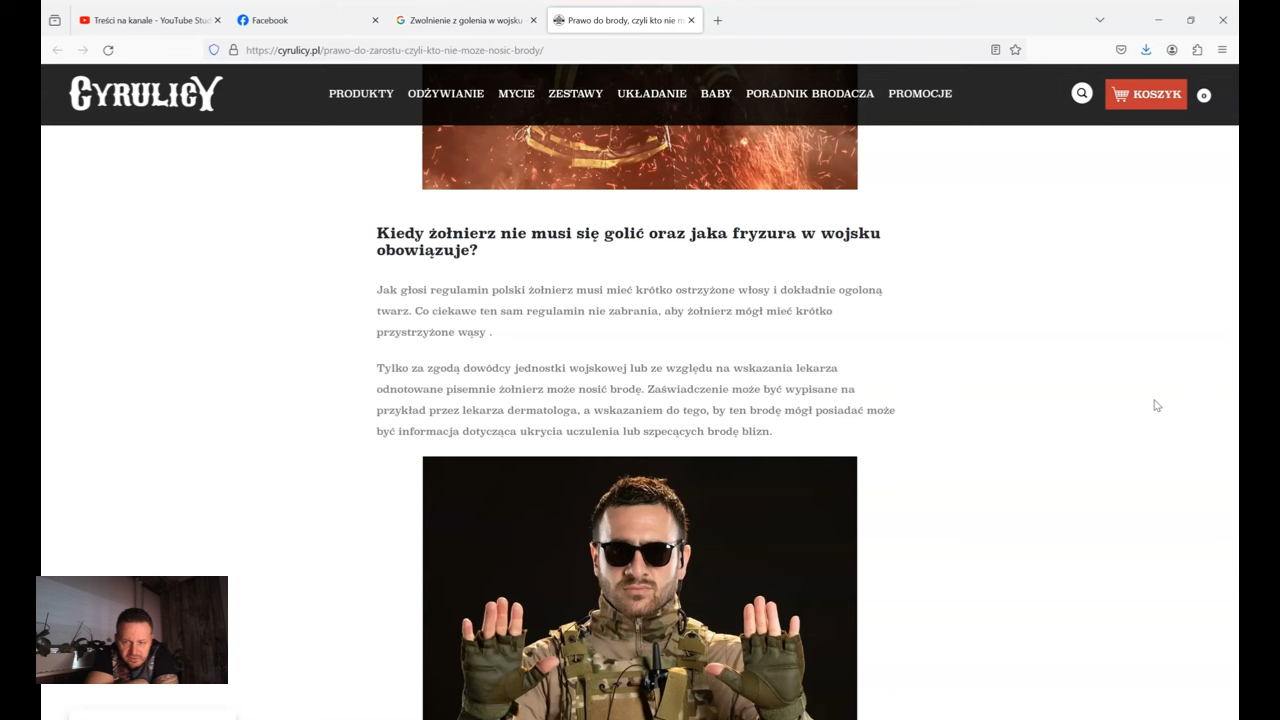 Treści na kanale - YouTube Stud
Facebook
Zwolnienie z golenia w wojsku
Prawo do brody, czyli kto nie m
https://cyrulicy.pl/prawo-do-zarostu-czyli-kto-nie-moze-nosic-brody/
CYRULICY
PRODUKTY ODŻYWIANIE MYCIE ZESTAWY UKŁADANIE BABY PORADNIK BRODACZA PROMOCJE
KOSZYK 0
Kiedy żołnierz nie musi się golić oraz jaka fryzura w wojsku
obowiązuje?
Jak głosi regulamin polski żołnierz musi mieć krótko ostrzyżone włosy i dokładnie ogoloną
twarz. Co ciekawe ten sam regulamin nie zabrania, aby żołnierz mógł mieć krótko
przystrzyżone wąsy .
Tylko za zgodą dowódcy jednostki wojskowej lub ze względu na wskazania lekarza
odnotowane pisemnie żołnierz może nosić brodę. Zaświadczenie może być wypisane na
przykład przez lekarza dermatologa, a wskazaniem do tego, by ten brodę mógł posiadać może
być informacja dotycząca ukrycia uczulenia lub szpecących brodę blizn.